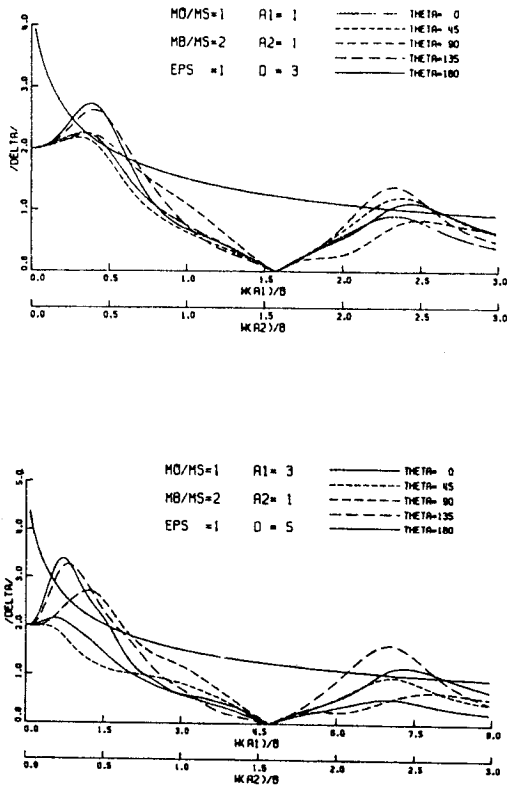 MO/MS=1 A1= 1 THETA= 0
THETA= 45
MB/MS=2 A2= 1 THETA= 90
THETA=135
EPS =1 D = 3 THETA=180
/DELTA/
4.0
3.0
2.0
1.0
0.0
0.0 0.5 1.0 1.5 2.0 2.5 3.0
W(A1)/B
0.0 0.5 1.0 1.5 2.0 2.5 3.0
W(A2)/B
MO/MS=1 A1= 3 THETA= 0
THETA= 45
MB/MS=2 A2= 1 THETA= 90
THETA=135
EPS =1 D = 5 THETA=180
/DELTA/
5.0
4.0
3.0
2.0
1.0
0.0
0.0 1.5 3.0 4.5 6.0 7.5 9.0
W(A1)/B
0.0 0.5 1.0 1.5 2.0 2.5 3.0
W(A2)/B